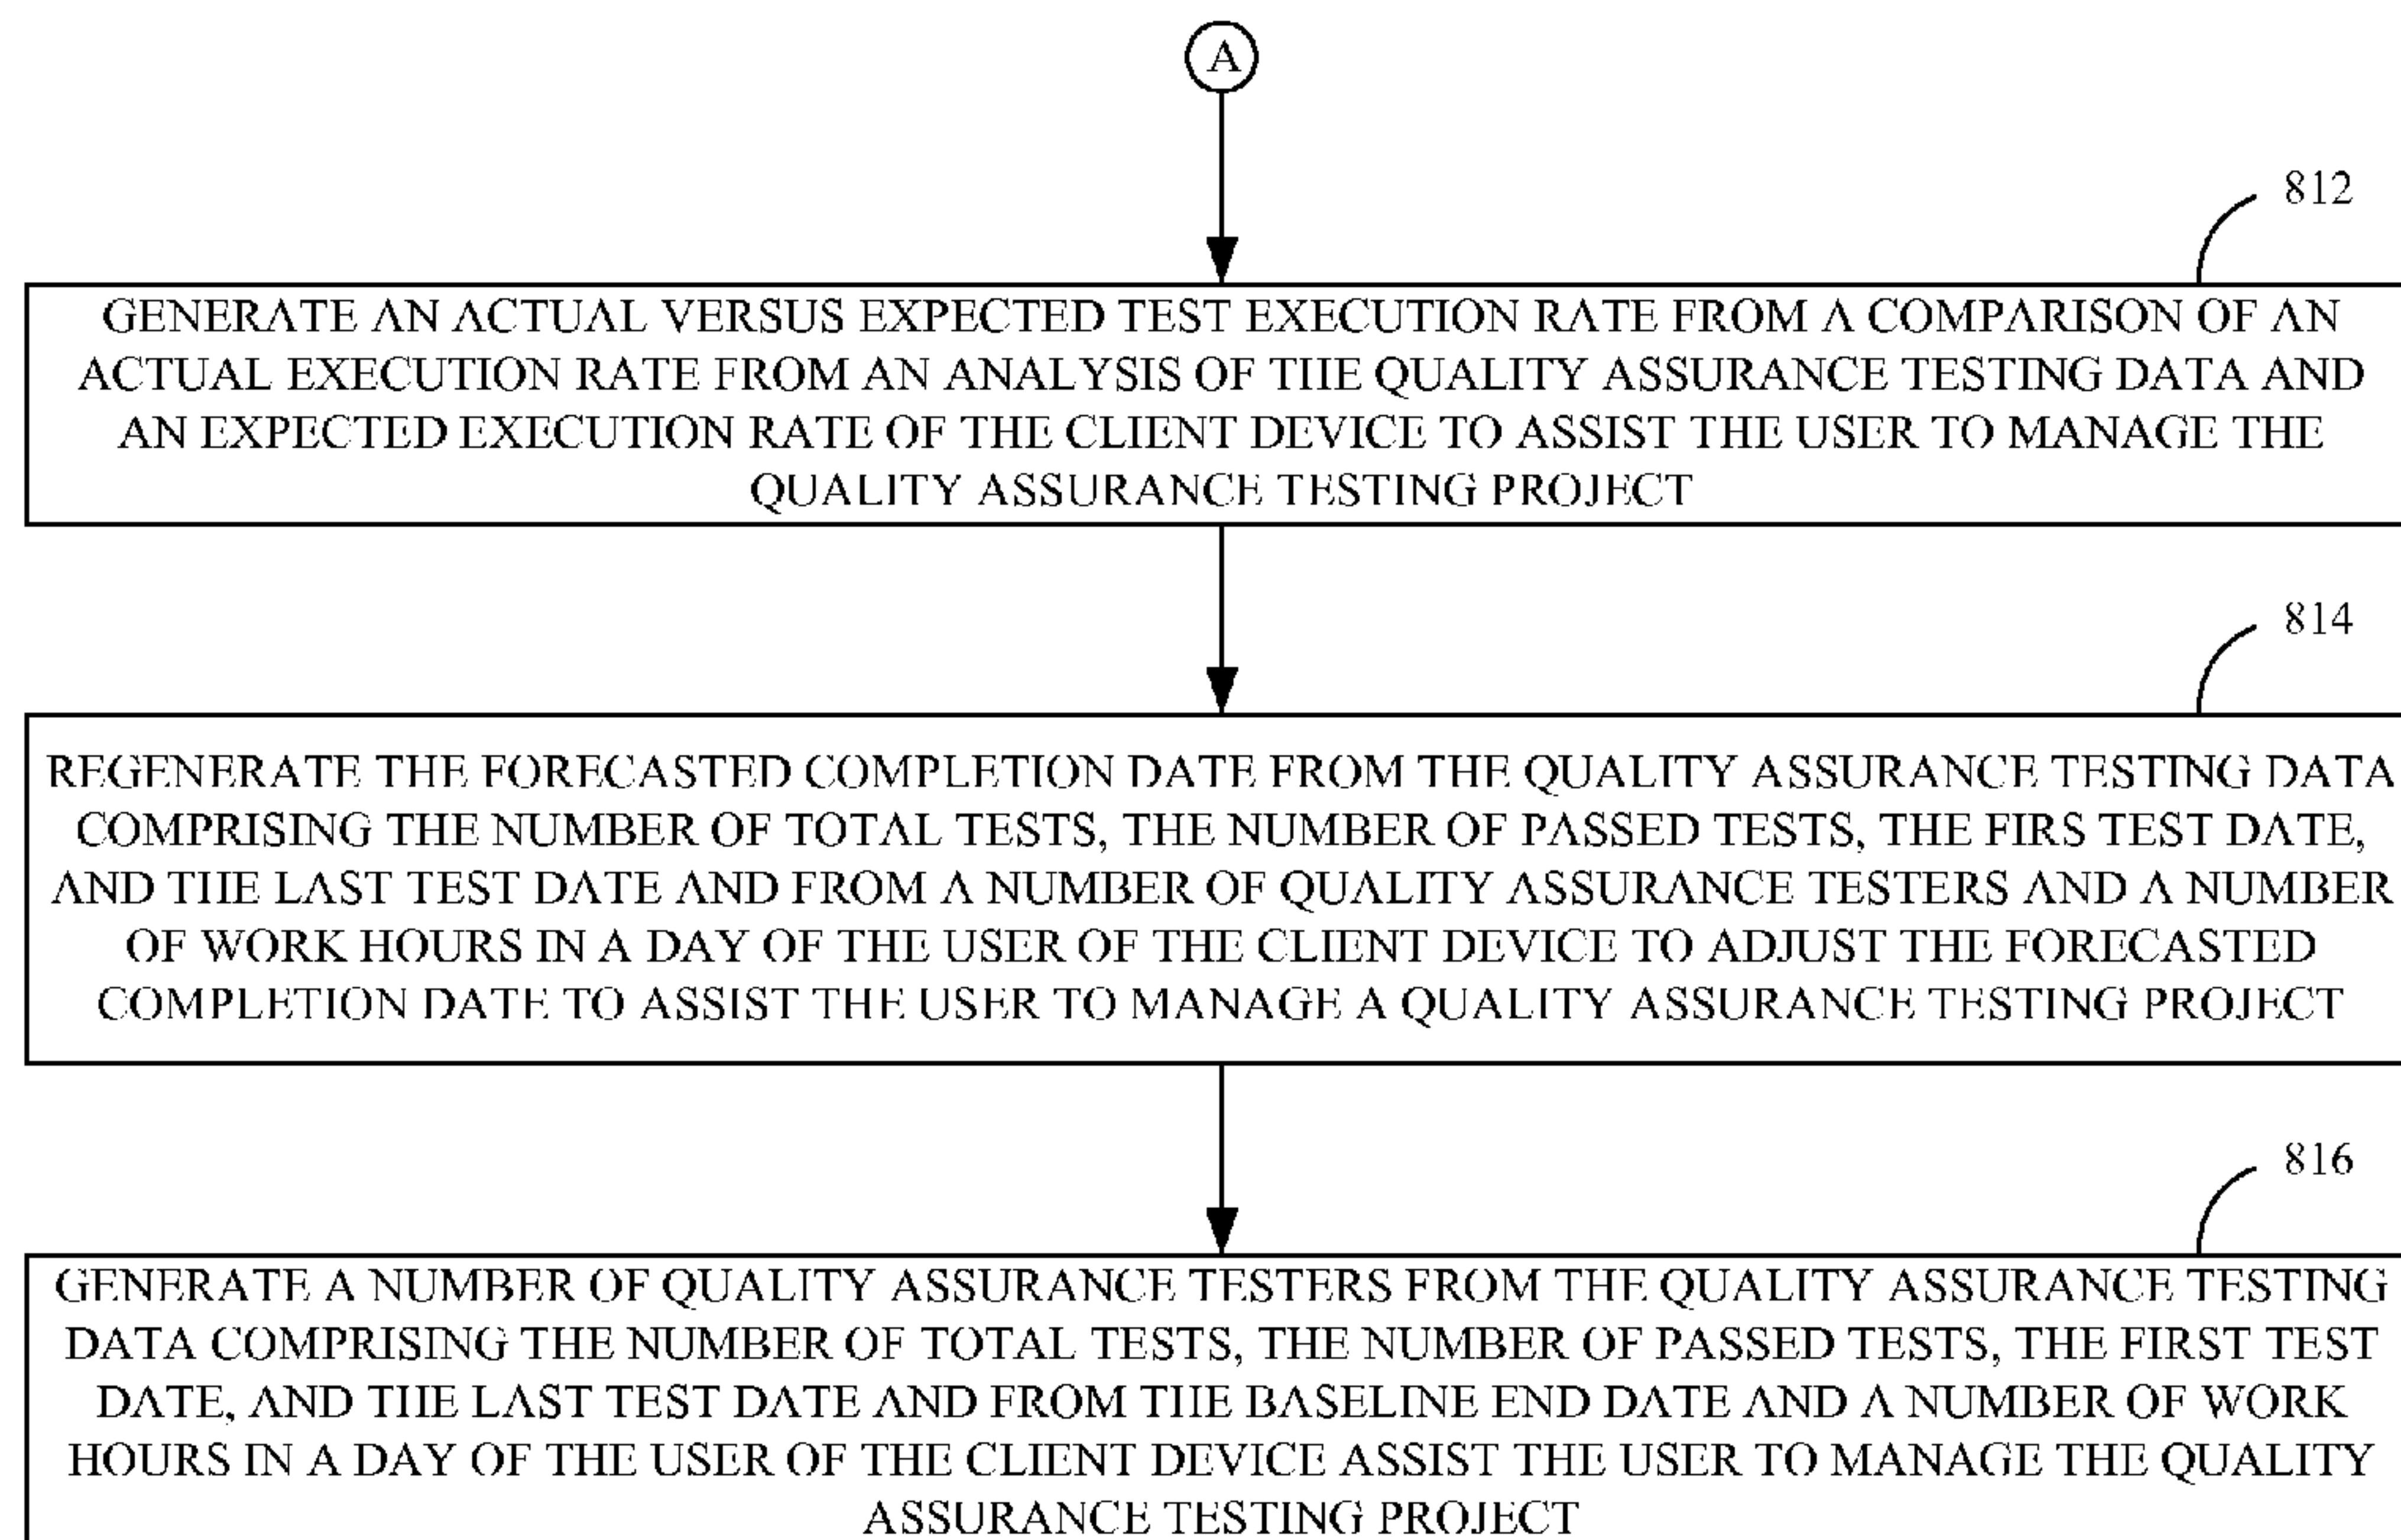 A
812
GENERATE AN ACTUAL VERSUS EXPECTED TEST EXECUTION RATE FROM A COMPARISON OF AN
ACTUAL EXECUTION RATE FROM AN ANALYSIS OF THE QUALITY ASSURANCE TESTING DATA AND
AN EXPECTED EXECUTION RATE OF THE CLIENT DEVICE TO ASSIST THE USER TO MANAGE THE
QUALITY ASSURANCE TESTING PROJECT
814
REGENERATE THE FORECASTED COMPLETION DATE FROM THE QUALITY ASSURANCE TESTING DATA
COMPRISING THE NUMBER OF TOTAL TESTS, THE NUMBER OF PASSED TESTS, THE FIRS TEST DATE,
AND THE LAST TEST DATE AND FROM A NUMBER OF QUALITY ASSURANCE TESTERS AND A NUMBER
OF WORK HOURS IN A DAY OF THE USER OF THE CLIENT DEVICE TO ADJUST THE FORECASTED
COMPLETION DATE TO ASSIST THE USER TO MANAGE A QUALITY ASSURANCE TESTING PROJECT
816
GENERATE A NUMBER OF QUALITY ASSURANCE TESTERS FROM THE QUALITY ASSURANCE TESTING
DATA COMPRISING THE NUMBER OF TOTAL TESTS, THE NUMBER OF PASSED TESTS, THE FIRST TEST
DATE, AND THE LAST TEST DATE AND FROM THE BASELINE END DATE AND A NUMBER OF WORK
HOURS IN A DAY OF THE USER OF THE CLIENT DEVICE ASSIST THE USER TO MANAGE THE QUALITY
ASSURANCE TESTING PROJECT